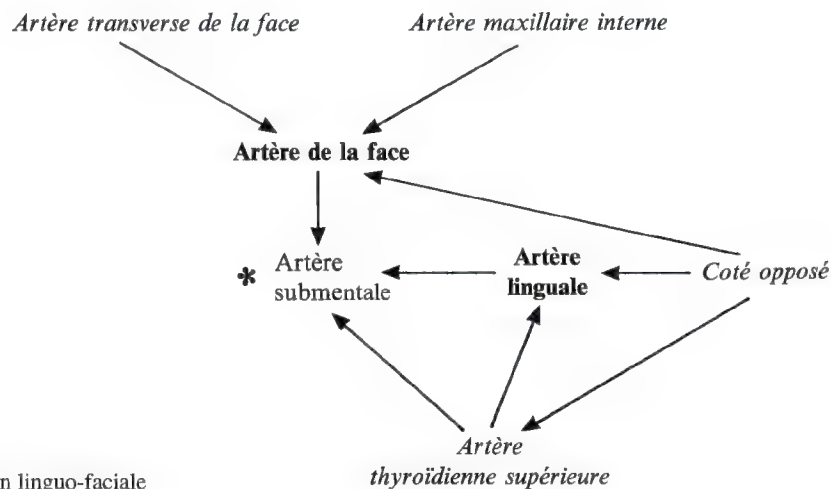 Artère transverse de la face
Artère maxillaire interne
Artère de la face
* Artère
submentale
Artère
linguale
Coté opposé
Artère
thyroïdienne supérieure
n linguo-faciale